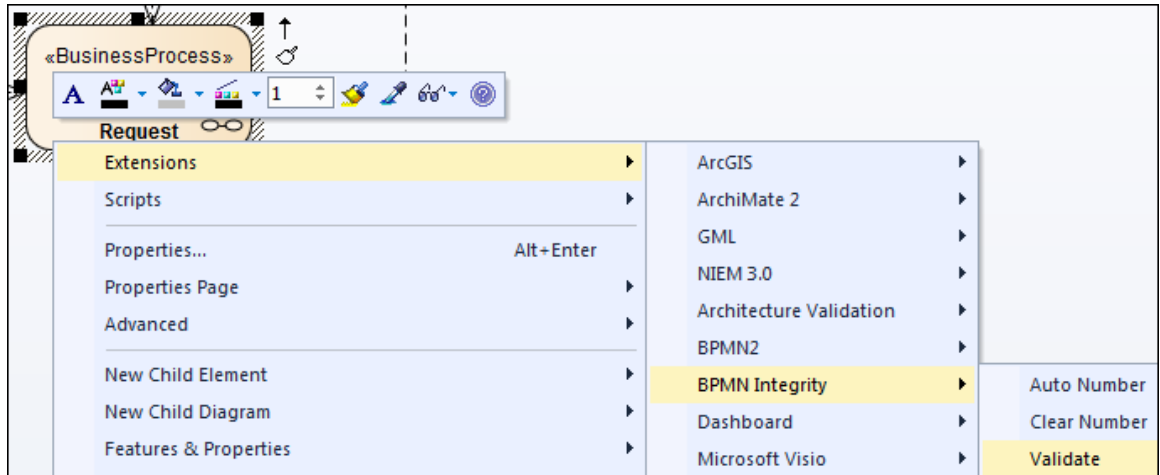 «BusinessProcess»
A A 1
Request
Extensions
Scripts
Properties... Alt+Enter
Properties Page
Advanced
New Child Element
New Child Diagram
Features & Properties
ArcGIS
ArchiMate 2
GML
NIEM 3.0
Architecture Validation
BPMN2
BPMN Integrity
Dashboard
Microsoft Visio
Auto Number
Clear Number
Validate